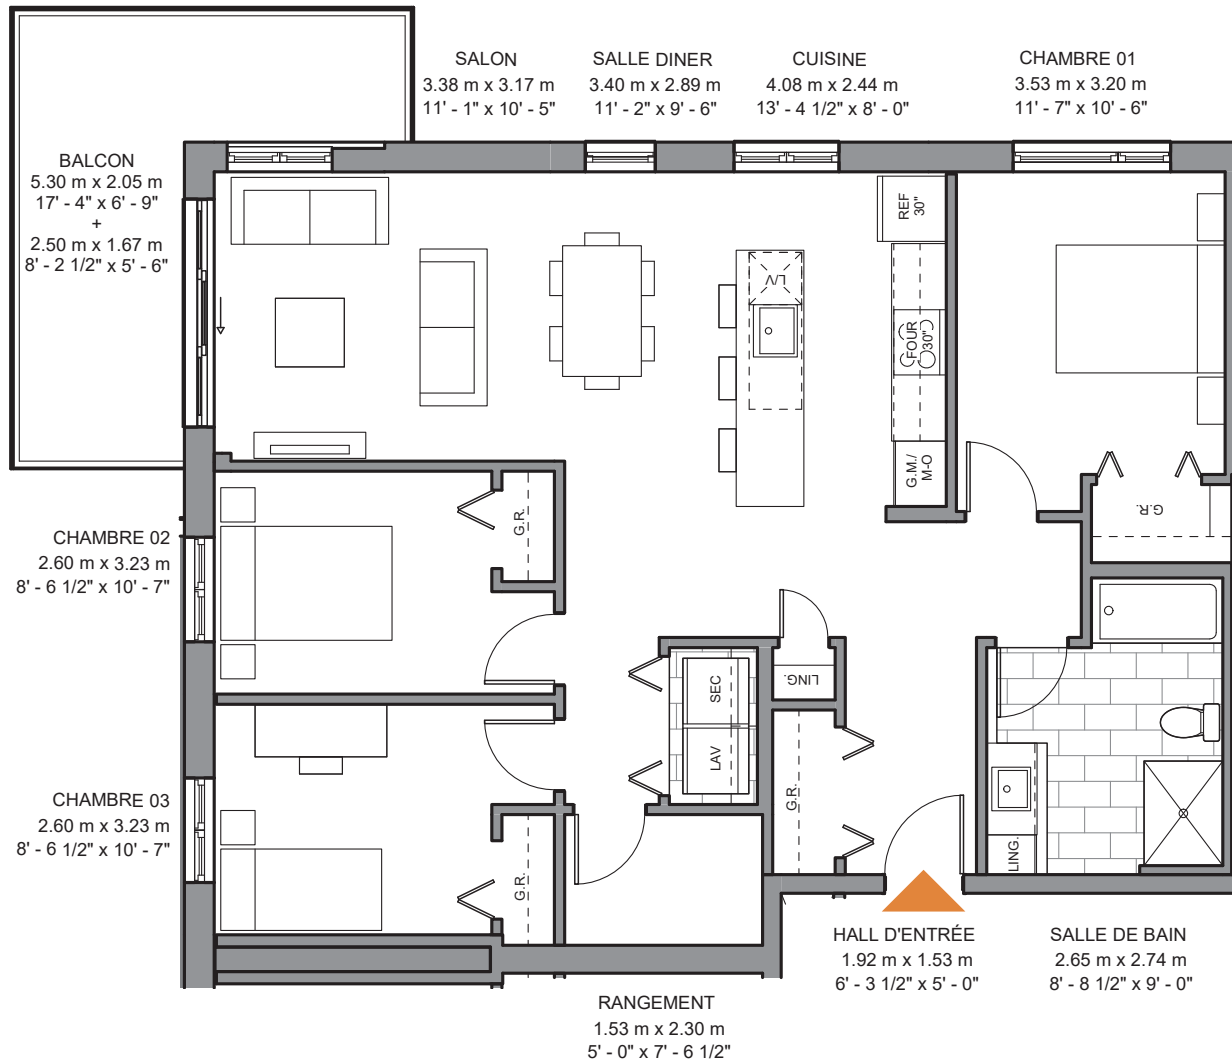 SALON
3.38 m x 3.17 m
11' - 1" x 10' - 5"
SALLE DINER
3.40 m x 2.89 m
11' - 2" x 9' - 6"
CUISINE
4.08 m x 2.44 m
13' - 4 1/2" x 8' - 0"
CHAMBRE 01
3.53 m x 3.20 m
11' - 7" x 10' - 6"
BALCON
5.30 m x 2.05 m
17' - 4" x 6' - 9"
+
2.50 m x 1.67 m
8' - 2 1/2" x 5' - 6"
REF
30"
L/V
FOUR
30"
G.M./
M-O
G.R.
G.R.
CHAMBRE 02
2.60 m x 3.23 m
8' - 6 1/2" x 10' - 7"
SEC
LAV
LING.
G.R.
CHAMBRE 03
2.60 m x 3.23 m
8' - 6 1/2" x 10' - 7"
G.R.
LING.
HALL D'ENTRÉE
1.92 m x 1.53 m
6' - 3 1/2" x 5' - 0"
SALLE DE BAIN
2.65 m x 2.74 m
8' - 8 1/2" x 9' - 0"
RANGEMENT
1.53 m x 2.30 m
5' - 0" x 7' - 6 1/2"